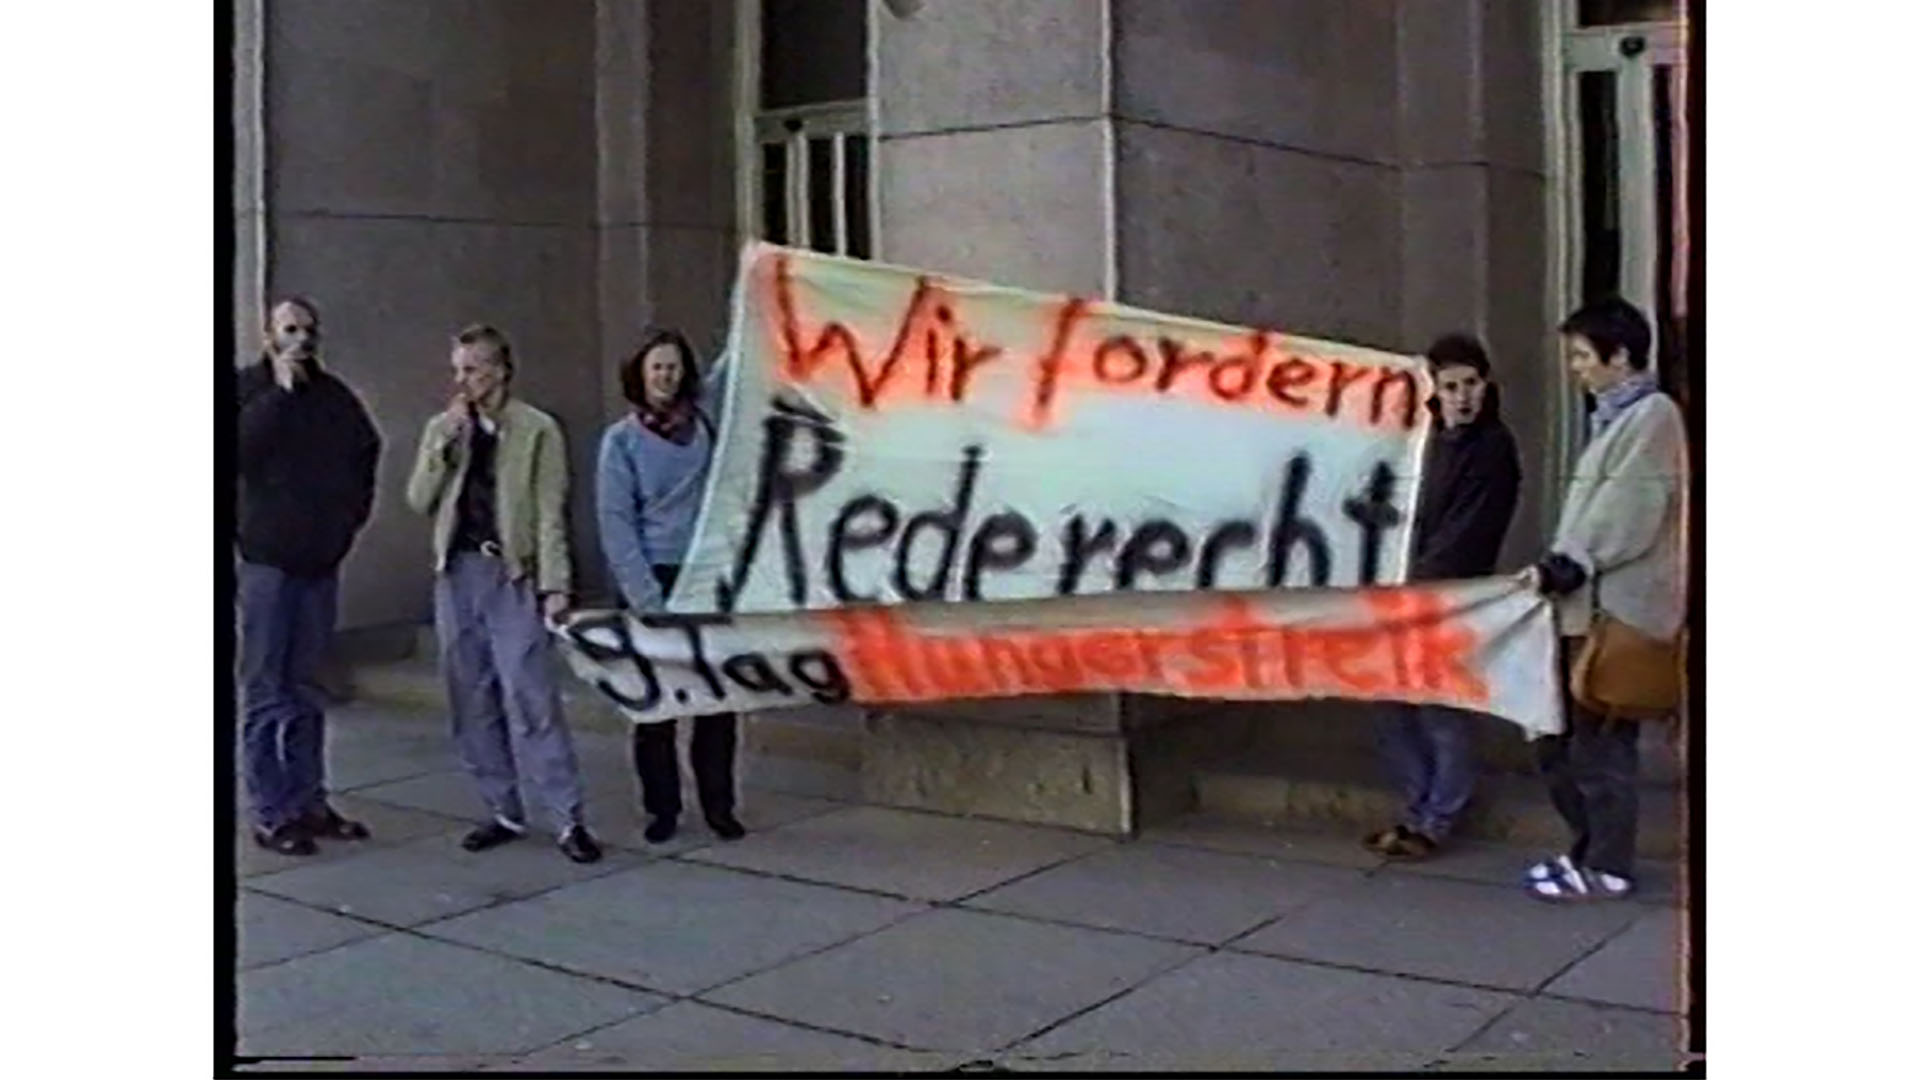 Wir fordern
Rederecht
9. Tag Hungerstreik